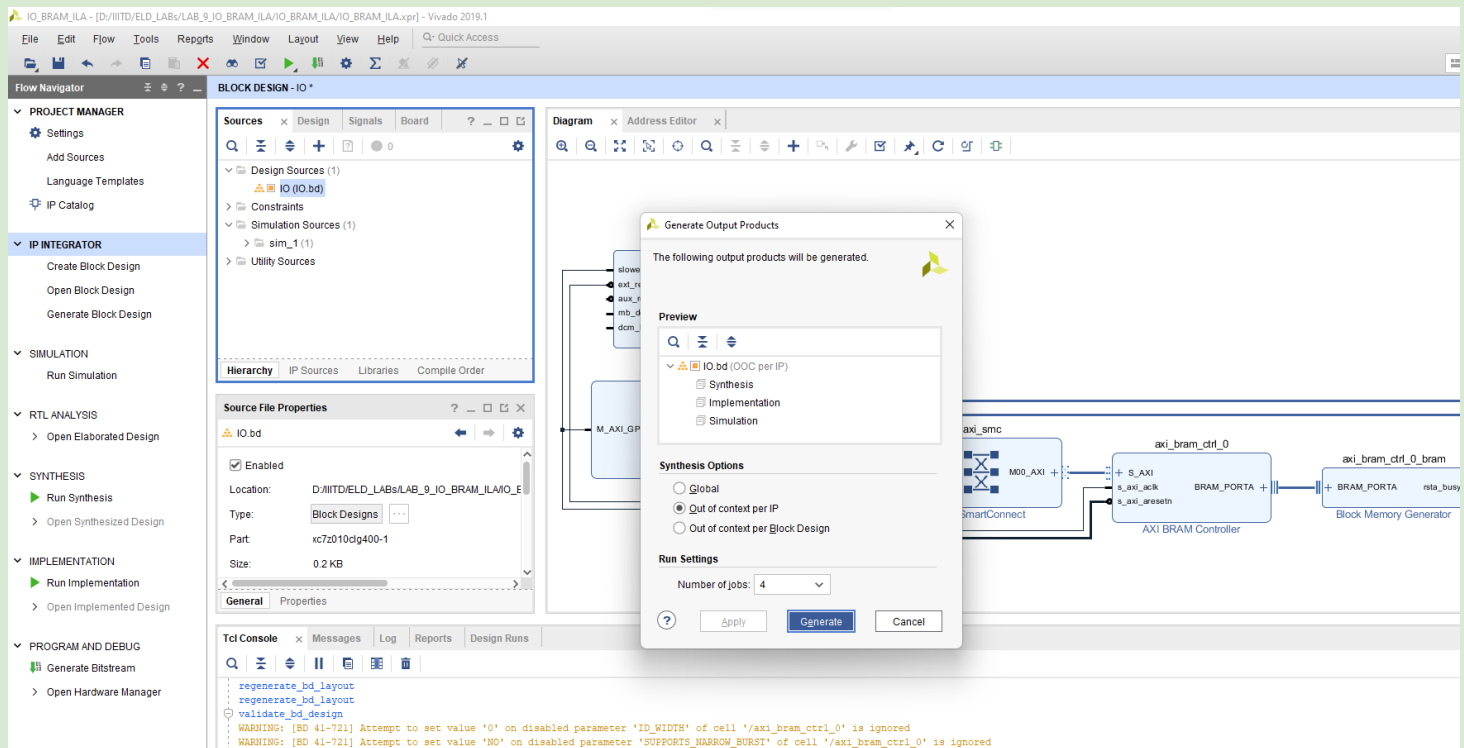 IO_BRAM_ILA - [D:/IIITD/ELD_LABs/LAB_9_IO_BRAM_ILA/IO_BRAM_ILA/IO_BRAM_ILA.xpr] - Vivado 2019.1
File Edit Flow Tools Reports Window Layout View Help Q- Quick Access
Flow Navigator
PROJECT MANAGER
Settings
Add Sources
Language Templates
IP Catalog
IP INTEGRATOR
Create Block Design
Open Block Design
Generate Block Design
SIMULATION
Run Simulation
RTL ANALYSIS
Open Elaborated Design
SYNTHESIS
Run Synthesis
Open Synthesized Design
IMPLEMENTATION
Run Implementation
Open Implemented Design
PROGRAM AND DEBUG
Generate Bitstream
Open Hardware Manager
BLOCK DESIGN - IO *
Sources Design Signals Board
0
Design Sources (1)
IO (IO.bd)
Constraints
Simulation Sources (1)
sim_1 (1)
Utility Sources
Hierarchy IP Sources Libraries Compile Order
Source File Properties
IO.bd
Enabled
Location: D:/IIITD/ELD_LABs/LAB_9_IO_BRAM_ILA/IO_E
Type: Block Designs
Part: xc7z010clg400-1
Size: 0.2 KB
General Properties
Diagram Address Editor
slowe
ext_re
aux_r
mb_d
dcm_
M_AXI_GP
Generate Output Products
The following output products will be generated.
Preview
IO.bd (OOC per IP)
Synthesis
Implementation
Simulation
Synthesis Options
Global
Out of context per IP
Out of context per Block Design
Run Settings
Number of jobs: 4
? Apply Generate Cancel
axi_smc
M00_AXI
SmartConnect
axi_bram_ctrl_0
S_AXI
s_axi_aclk
s_axi_aresetn
BRAM_PORTA
AXI BRAM Controller
axi_bram_ctrl_0_bram
BRAM_PORTA rsta_busy
Block Memory Generator
Tcl Console Messages Log Reports Design Runs
regenerate_bd_layout
regenerate_bd_layout
validate_bd_design
WARNING: [BD 41-721] Attempt to set value '0' on disabled parameter 'ID_WIDTH' of cell '/axi_bram_ctrl_0' is ignored
WARNING: [BD 41-721] Attempt to set value 'NO' on disabled parameter 'SUPPORTS_NARROW_BURST' of cell '/axi_bram_ctrl_0' is ignored